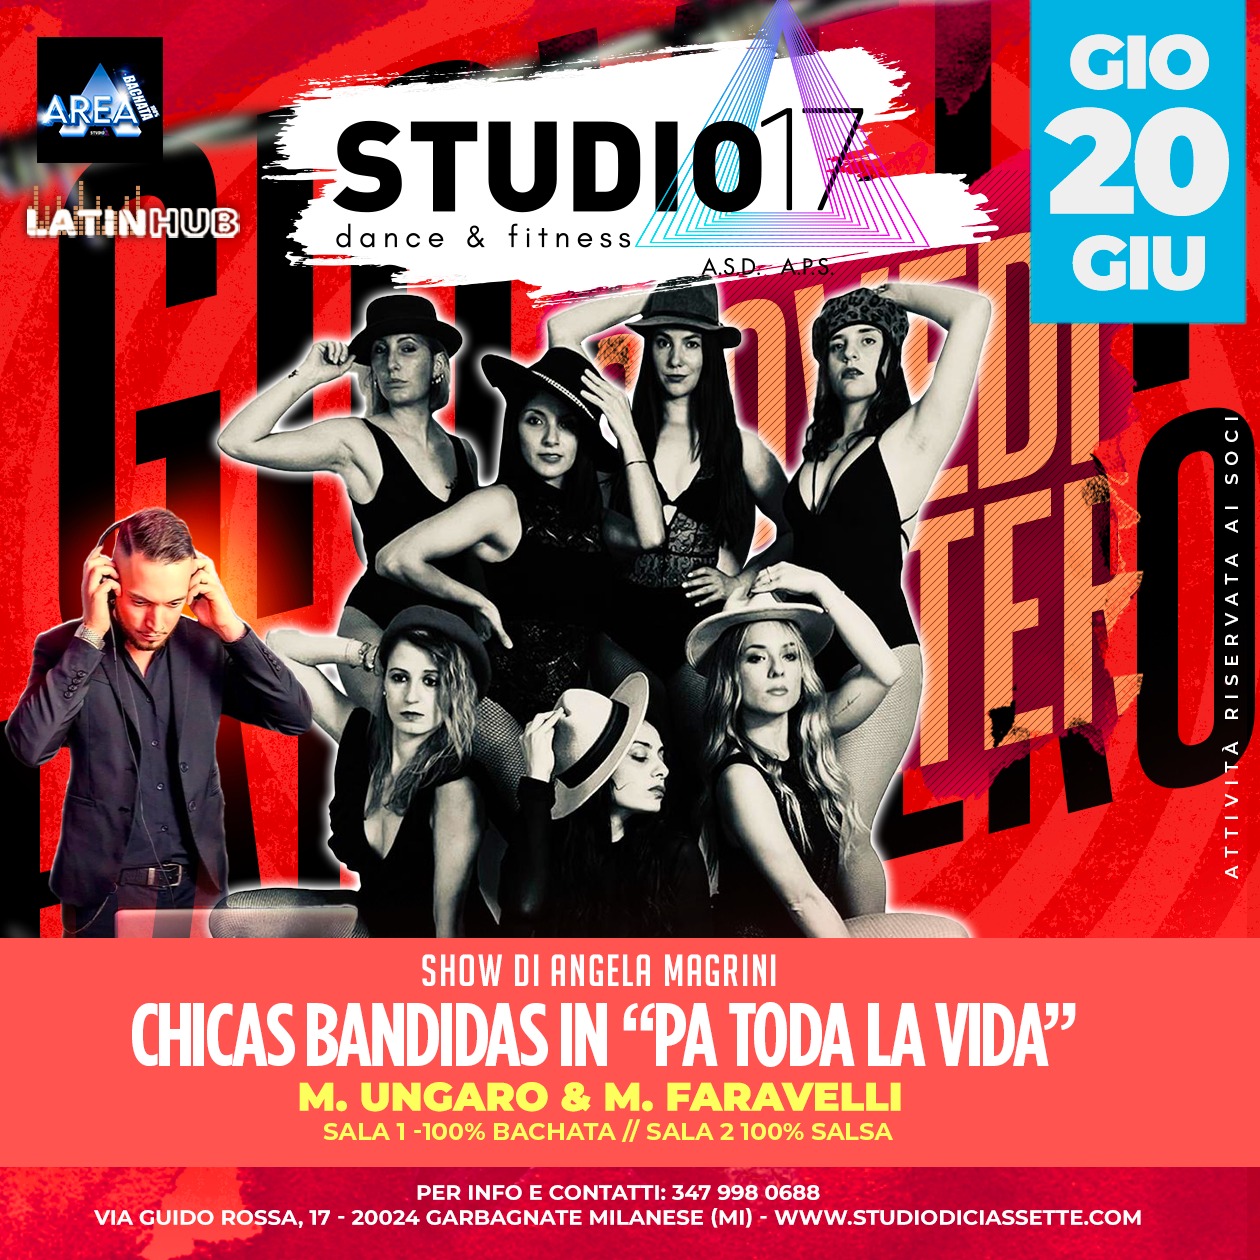 AREA
BACHATA
STUDIO
LATINHUB
STUDIO17
dance & fitness
A.S.D. A.P.S.
GIO
20
GIU
ATTIVITÀ RISERVATA AI SOCI
SHOW DI ANGELA MAGRINI
CHICAS BANDIDAS IN “PA TODA LA VIDA”
M. UNGARO & M. FARAVELLI
SALA 1 -100% BACHATA // SALA 2 100% SALSA
PER INFO E CONTATTI: 347 998 0688
VIA GUIDO ROSSA, 17 - 20024 GARBAGNATE MILANESE (MI) - WWW.STUDIODICIASSETTE.COM